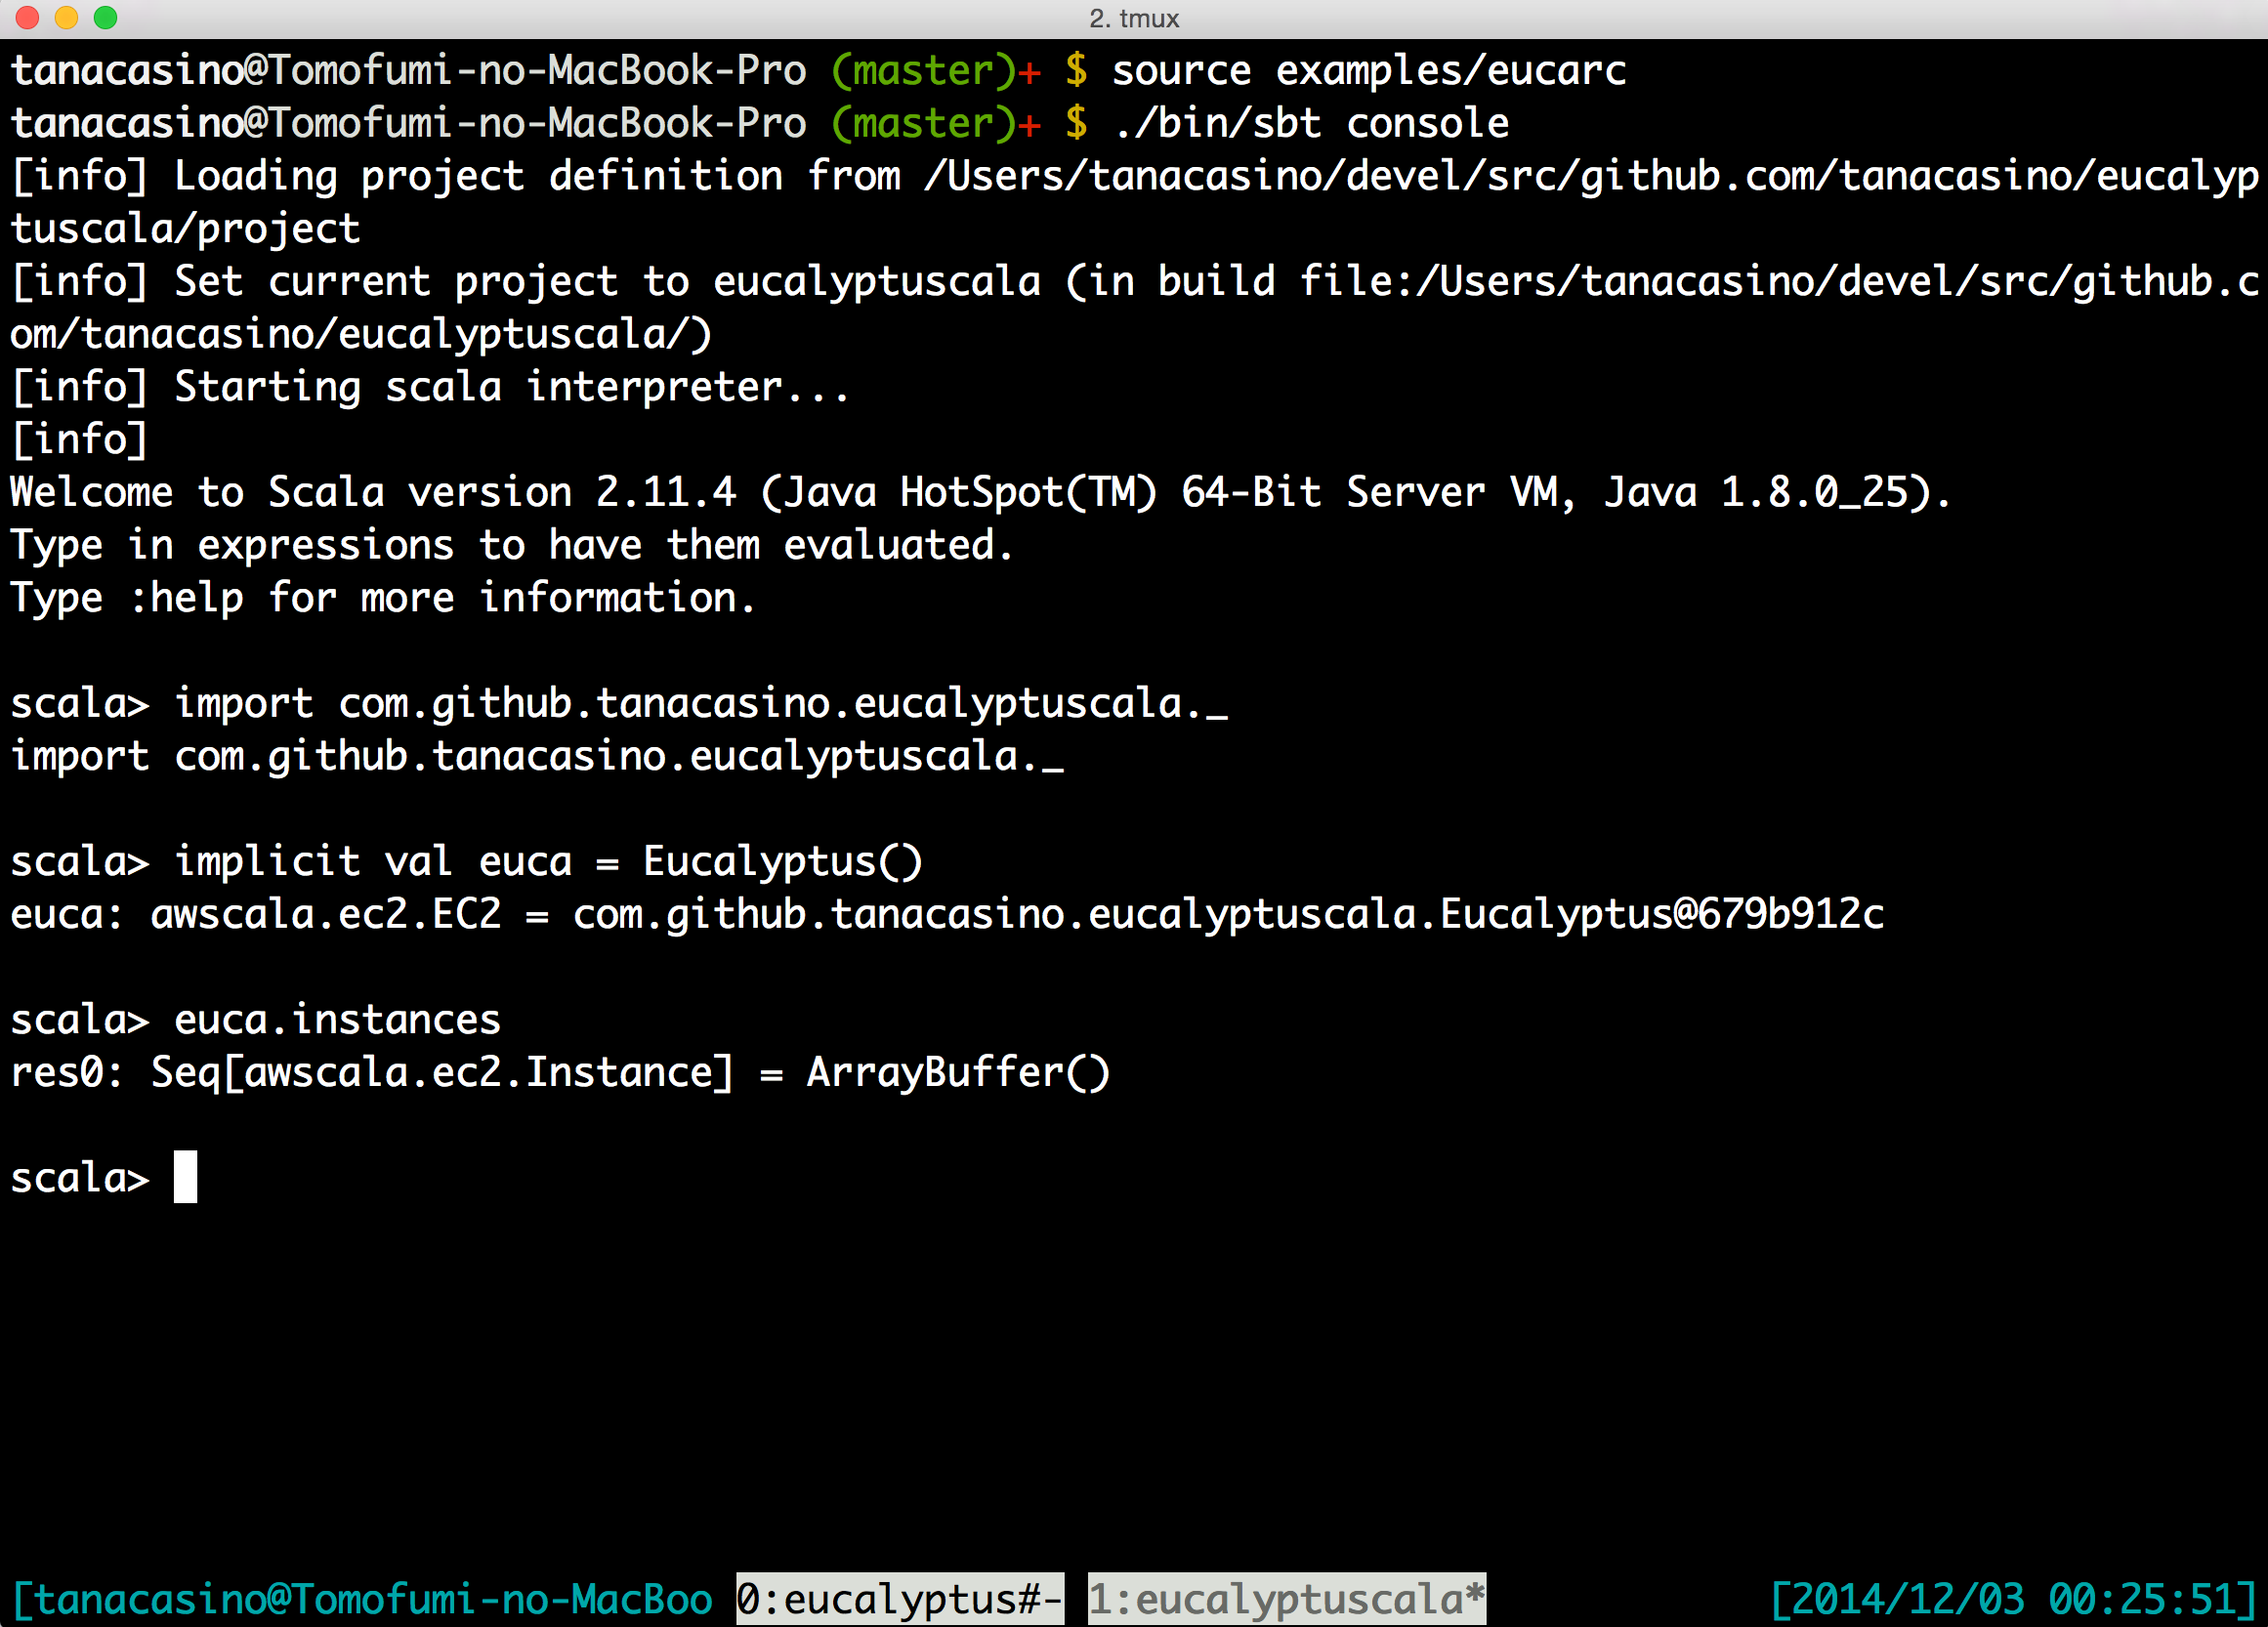 2. tmux
tanacasino@Tomofumi-no-MacBook-Pro (master)+ $ source examples/eucarc
tanacasino@Tomofumi-no-MacBook-Pro (master)+ $ ./bin/sbt console
[info] Loading project definition from /Users/tanacasino/devel/src/github.com/tanacasino/eucalyp
tuscala/project
[info] Set current project to eucalyptuscala (in build file:/Users/tanacasino/devel/src/github.c
om/tanacasino/eucalyptuscala/)
[info] Starting scala interpreter...
[info]
Welcome to Scala version 2.11.4 (Java HotSpot(TM) 64-Bit Server VM, Java 1.8.0_25).
Type in expressions to have them evaluated.
Type :help for more information.
scala> import com.github.tanacasino.eucalyptuscala._
import com.github.tanacasino.eucalyptuscala._
scala> implicit val euca = Eucalyptus()
euca: awscala.ec2.EC2 = com.github.tanacasino.eucalyptuscala.Eucalyptus@679b912c
scala> euca.instances
res0: Seq[awscala.ec2.Instance] = ArrayBuffer()
scala>
[tanacasino@Tomofumi-no-MacBoo 0:eucalyptus#- 1:eucalyptuscala* [2014/12/03 00:25:51]